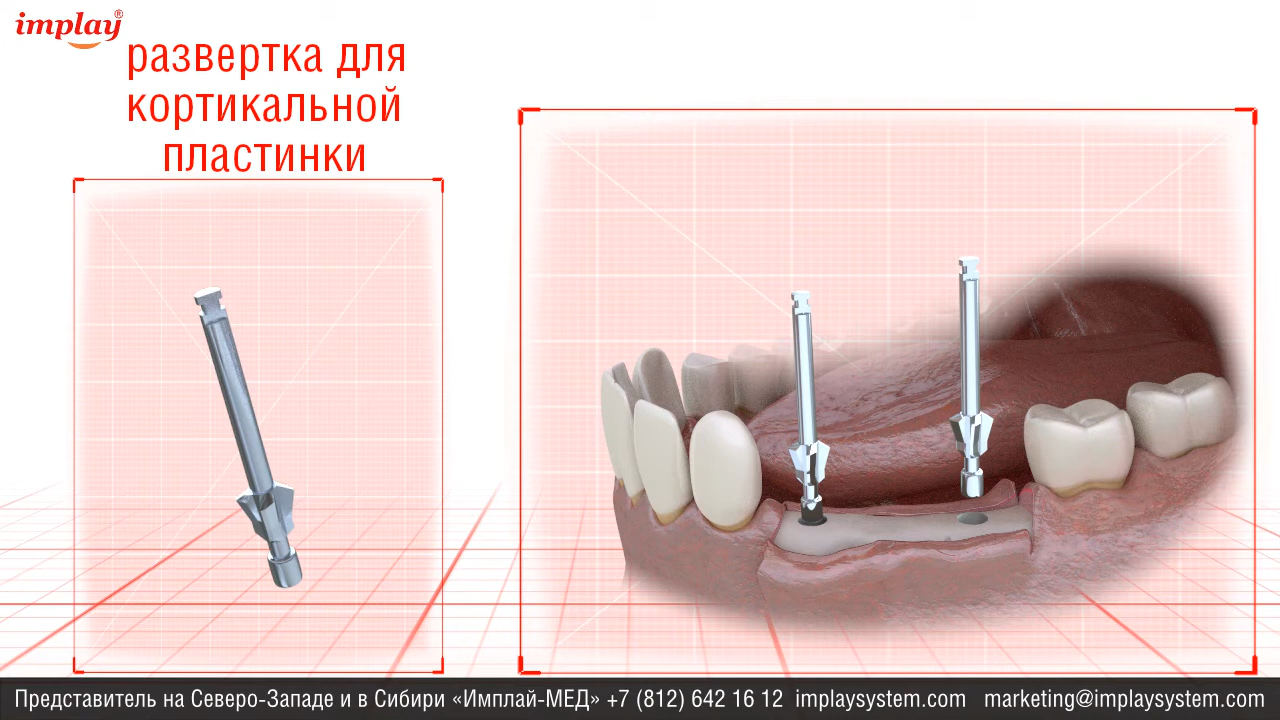 implay®
развертка для
кортикальной
пластинки
Представитель на Северо-Западе и в Сибири «Имплай-МЕД» +7 (812) 642 16 12 implaysystem.com marketing@implaysystem.com